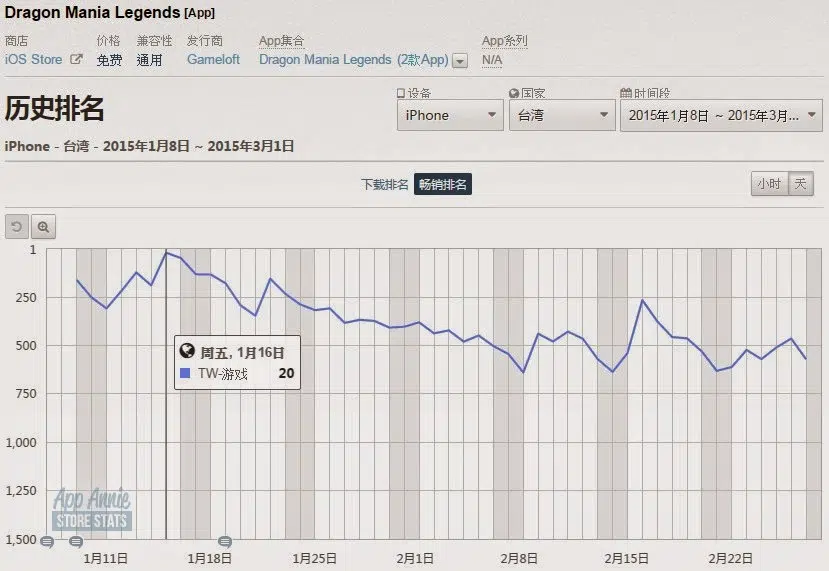 Dragon Mania Legends [App]
商店 价格 兼容性 发行商 App集合 App系列
iOS Store 免费 通用 Gameloft Dragon Mania Legends (2款App) N/A
历史排名
设备 国家 时间段
iPhone 台湾 2015年1月8日 ~ 2015年3月...
iPhone - 台湾 - 2015年1月8日 ~ 2015年3月1日
下载排名 畅销排名 小时 天
1
250
500
周五, 1月16日
TW-游戏 20
750
1,000
1,250
App Annie
STORE STATS
1,500
1月11日 1月18日 1月25日 2月1日 2月8日 2月15日 2月22日